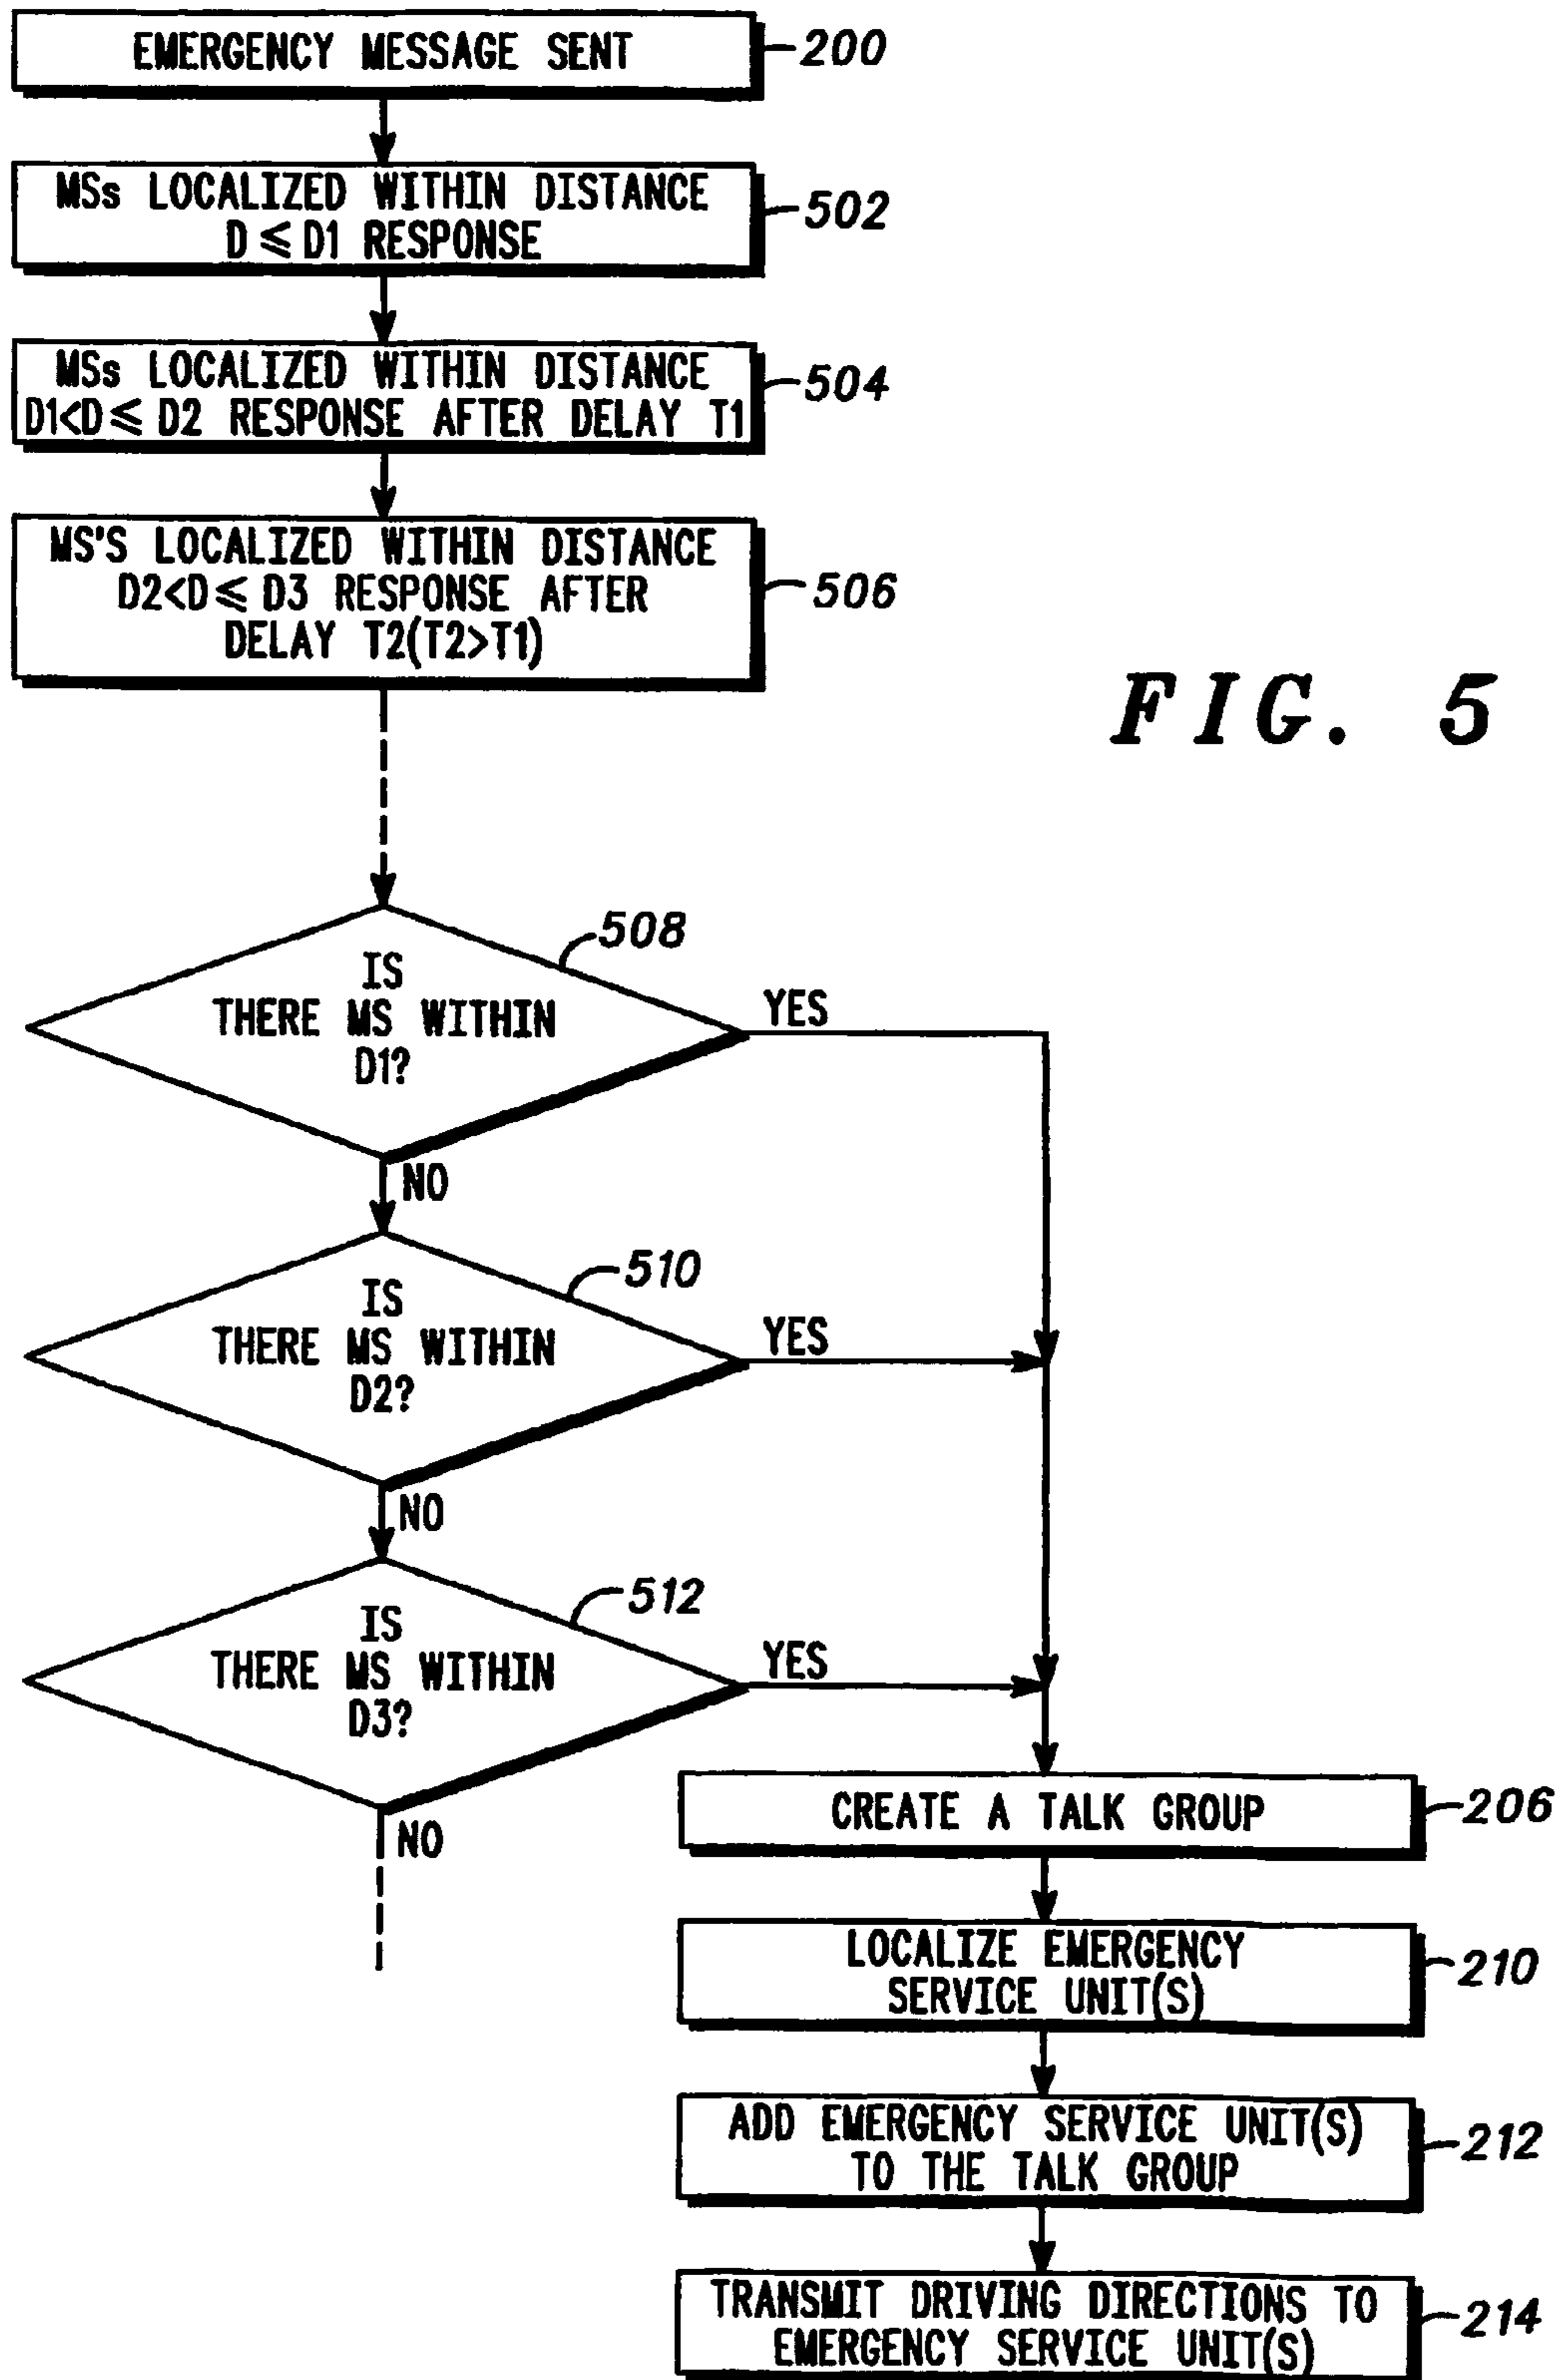 EMERGENCY MESSAGE SENT
200
MSs LOCALIZED WITHIN DISTANCE
D ≤ D1 RESPONSE
502
MSs LOCALIZED WITHIN DISTANCE
D1<D≤ D2 RESPONSE AFTER DELAY T1
504
MS'S LOCALIZED WITHIN DISTANCE
D2<D≤ D3 RESPONSE AFTER
DELAY T2(T2>T1)
506
FIG. 5
IS
THERE MS WITHIN
D1?
508
YES
NO
IS
THERE MS WITHIN
D2?
510
YES
NO
IS
THERE MS WITHIN
D3?
512
YES
NO
CREATE A TALK GROUP
206
LOCALIZE EMERGENCY
SERVICE UNIT(S)
210
ADD EMERGENCY SERVICE UNIT(S)
TO THE TALK GROUP
212
TRANSMIT DRIVING DIRECTIONS TO
EMERGENCY SERVICE UNIT(S)
214